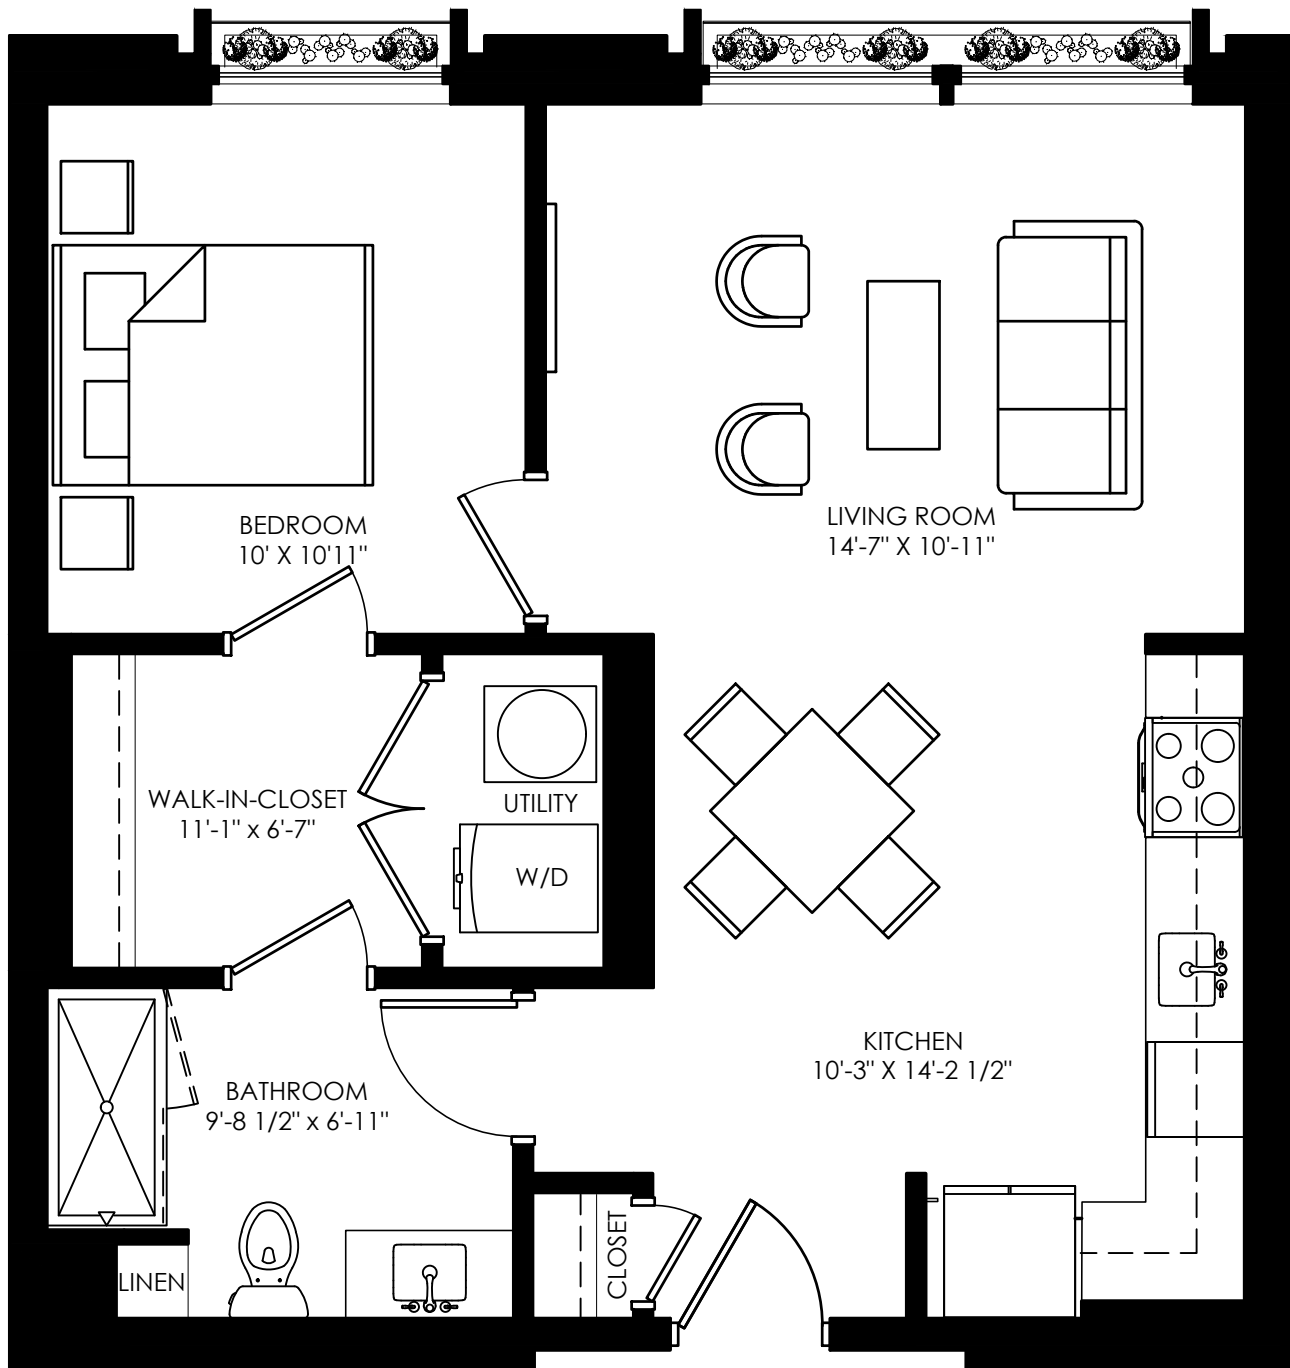 BEDROOM
10' X 10'11"
LIVING ROOM
14'-7" X 10'-11"
WALK-IN-CLOSET
11'-1" x 6'-7"
UTILITY
W/D
KITCHEN
10'-3" X 14'-2 1/2"
BATHROOM
9'-8 1/2" x 6'-11"
CLOSET
LINEN